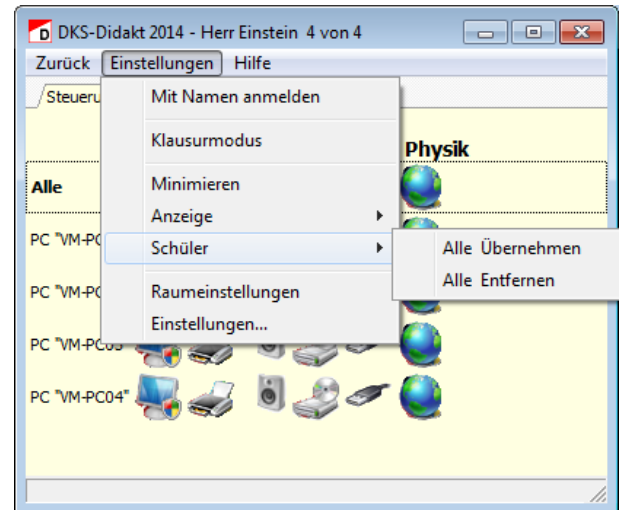 DKS-Didakt 2014 - Herr Einstein 4 von 4
Zurück Einstellungen Hilfe
Steueru
Mit Namen anmelden
Klausurmodus
Physik
Alle
Minimieren
Anzeige
PC "VM-PC
Schüler
Alle Übernehmen
Alle Entfernen
PC "VM-PC
Raumeinstellungen
Einstellungen...
PC "VM-PC03"
PC "VM-PC04"